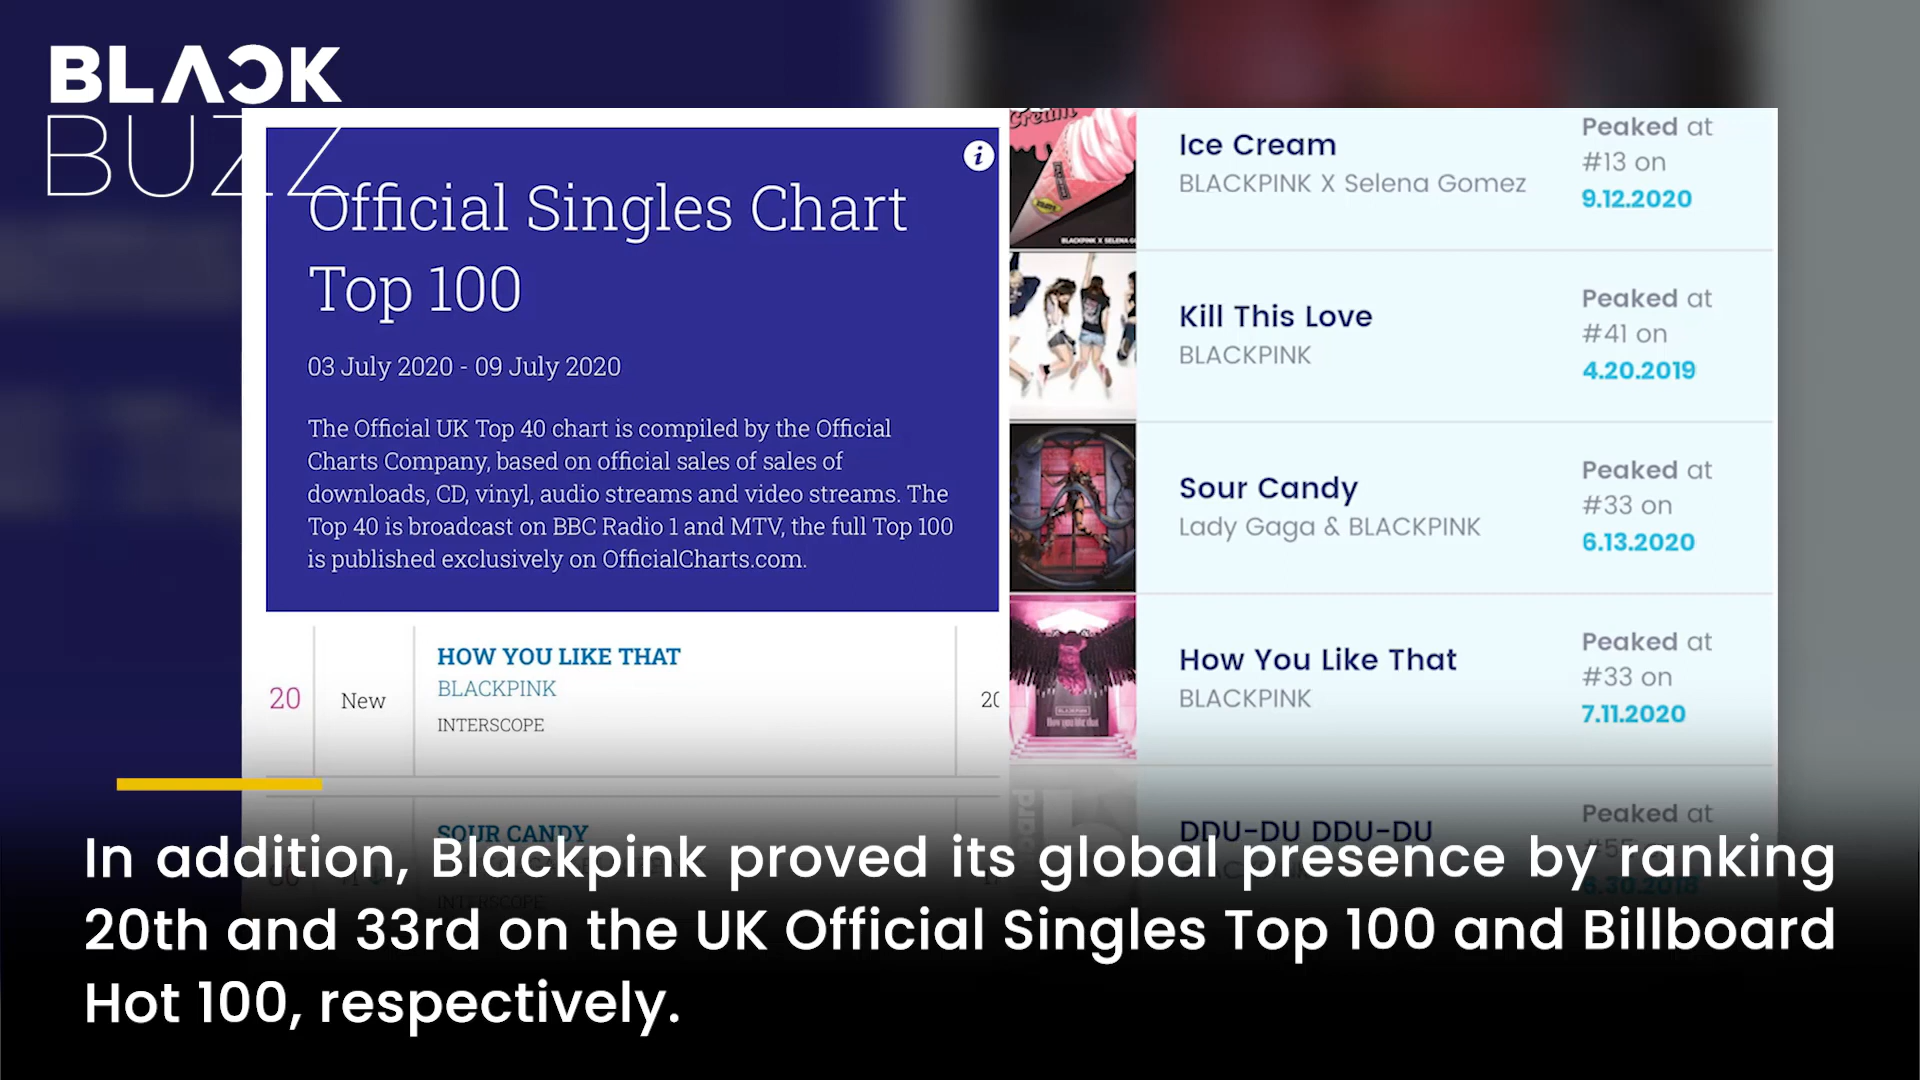 BLACK
BUZZ
Official Singles Chart
Top 100
03 July 2020 - 09 July 2020
The Official UK Top 40 chart is compiled by the Official
Charts Company, based on official sales of sales of
downloads, CD, vinyl, audio streams and video streams. The
Top 40 is broadcast on BBC Radio 1 and MTV, the full Top 100
is published exclusively on OfficialCharts.com.
20
New
HOW YOU LIKE THAT
BLACKPINK
INTERSCOPE
SOUR CANDY
INTERSCOPE
Cream
Ice Cream
BLACKPINK X Selena Gomez
Peaked at
#13 on
9.12.2020
Kill This Love
BLACKPINK
Peaked at
#41 on
4.20.2019
Sour Candy
Lady Gaga & BLACKPINK
Peaked at
#33 on
6.13.2020
How You Like That
BLACKPINK
Peaked at
#33 on
7.11.2020
DDU-DU DDU-DU
Peaked at
#55 on
6.30.2018
In addition, Blackpink proved its global presence by ranking
20th and 33rd on the UK Official Singles Top 100 and Billboard
Hot 100, respectively.